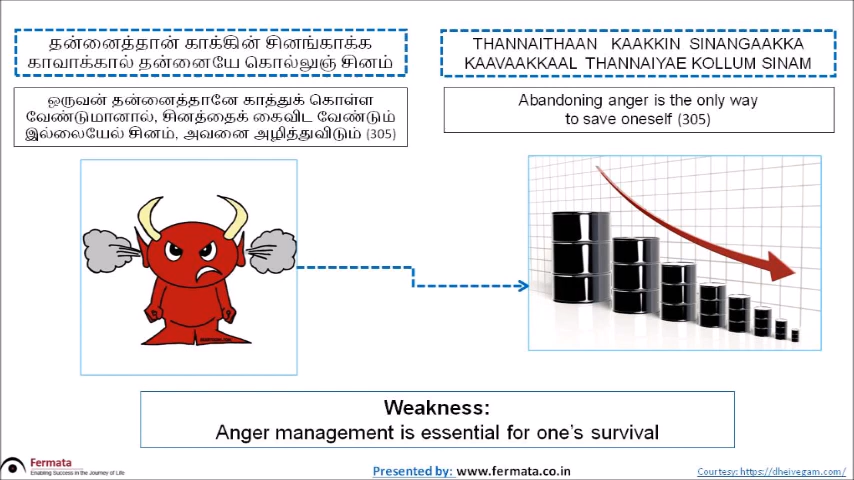 தன்னைத்தான் காக்கின் சினங்காக்க
காவாக்கால் தன்னையே கொல்லுஞ் சினம்
THANNAITHAAN KAAKKIN SINANGAAKKA
KAAVAAKKAAL THANNAIYAE KOLLUM SINAM
ஒருவன் தன்னைத்தானே காத்துக் கொள்ள
வேண்டுமானால், சினத்தைக் கைவிட வேண்டும்
இல்லையேல் சினம், அவனை அழித்துவிடும் (305)
Abandoning anger is the only way
to save oneself (305)
Weakness:
Anger management is essential for one's survival
Fermata
Enabling Success in the Journey of Life
Presented by: www.fermata.co.in
Courtesy: https://dheivegam.com/